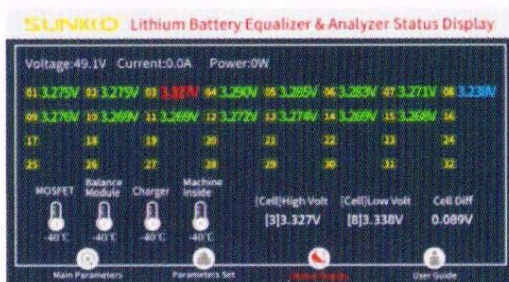 SUNKKO Lithium Battery Equalizer & Analyzer Status Display
Voltage:49.1V Current:0.0A Power:0W
01 3.275V 02 3.275V 03 3.327V 04 3.290V 05 3.285V 06 3.283V 07 3.271V 08 3.238V
09 3.276V 10 3.269V 11 3.269V 12 3.272V 13 3.274V 14 3.269V 15 3.268V 16
17 18 19 20 21 22 23 24
25 26 27 28 29 30 31 32
MOSFET Balance Module Charger Machine Inside
[Cell]High Volt [Cell]Low Volt Cell Diff
[3]3.327V [8]3.338V 0.089V
-40℃ -40℃ -40℃ -40℃
Main Parameters Parameters Set Status Display User Guide